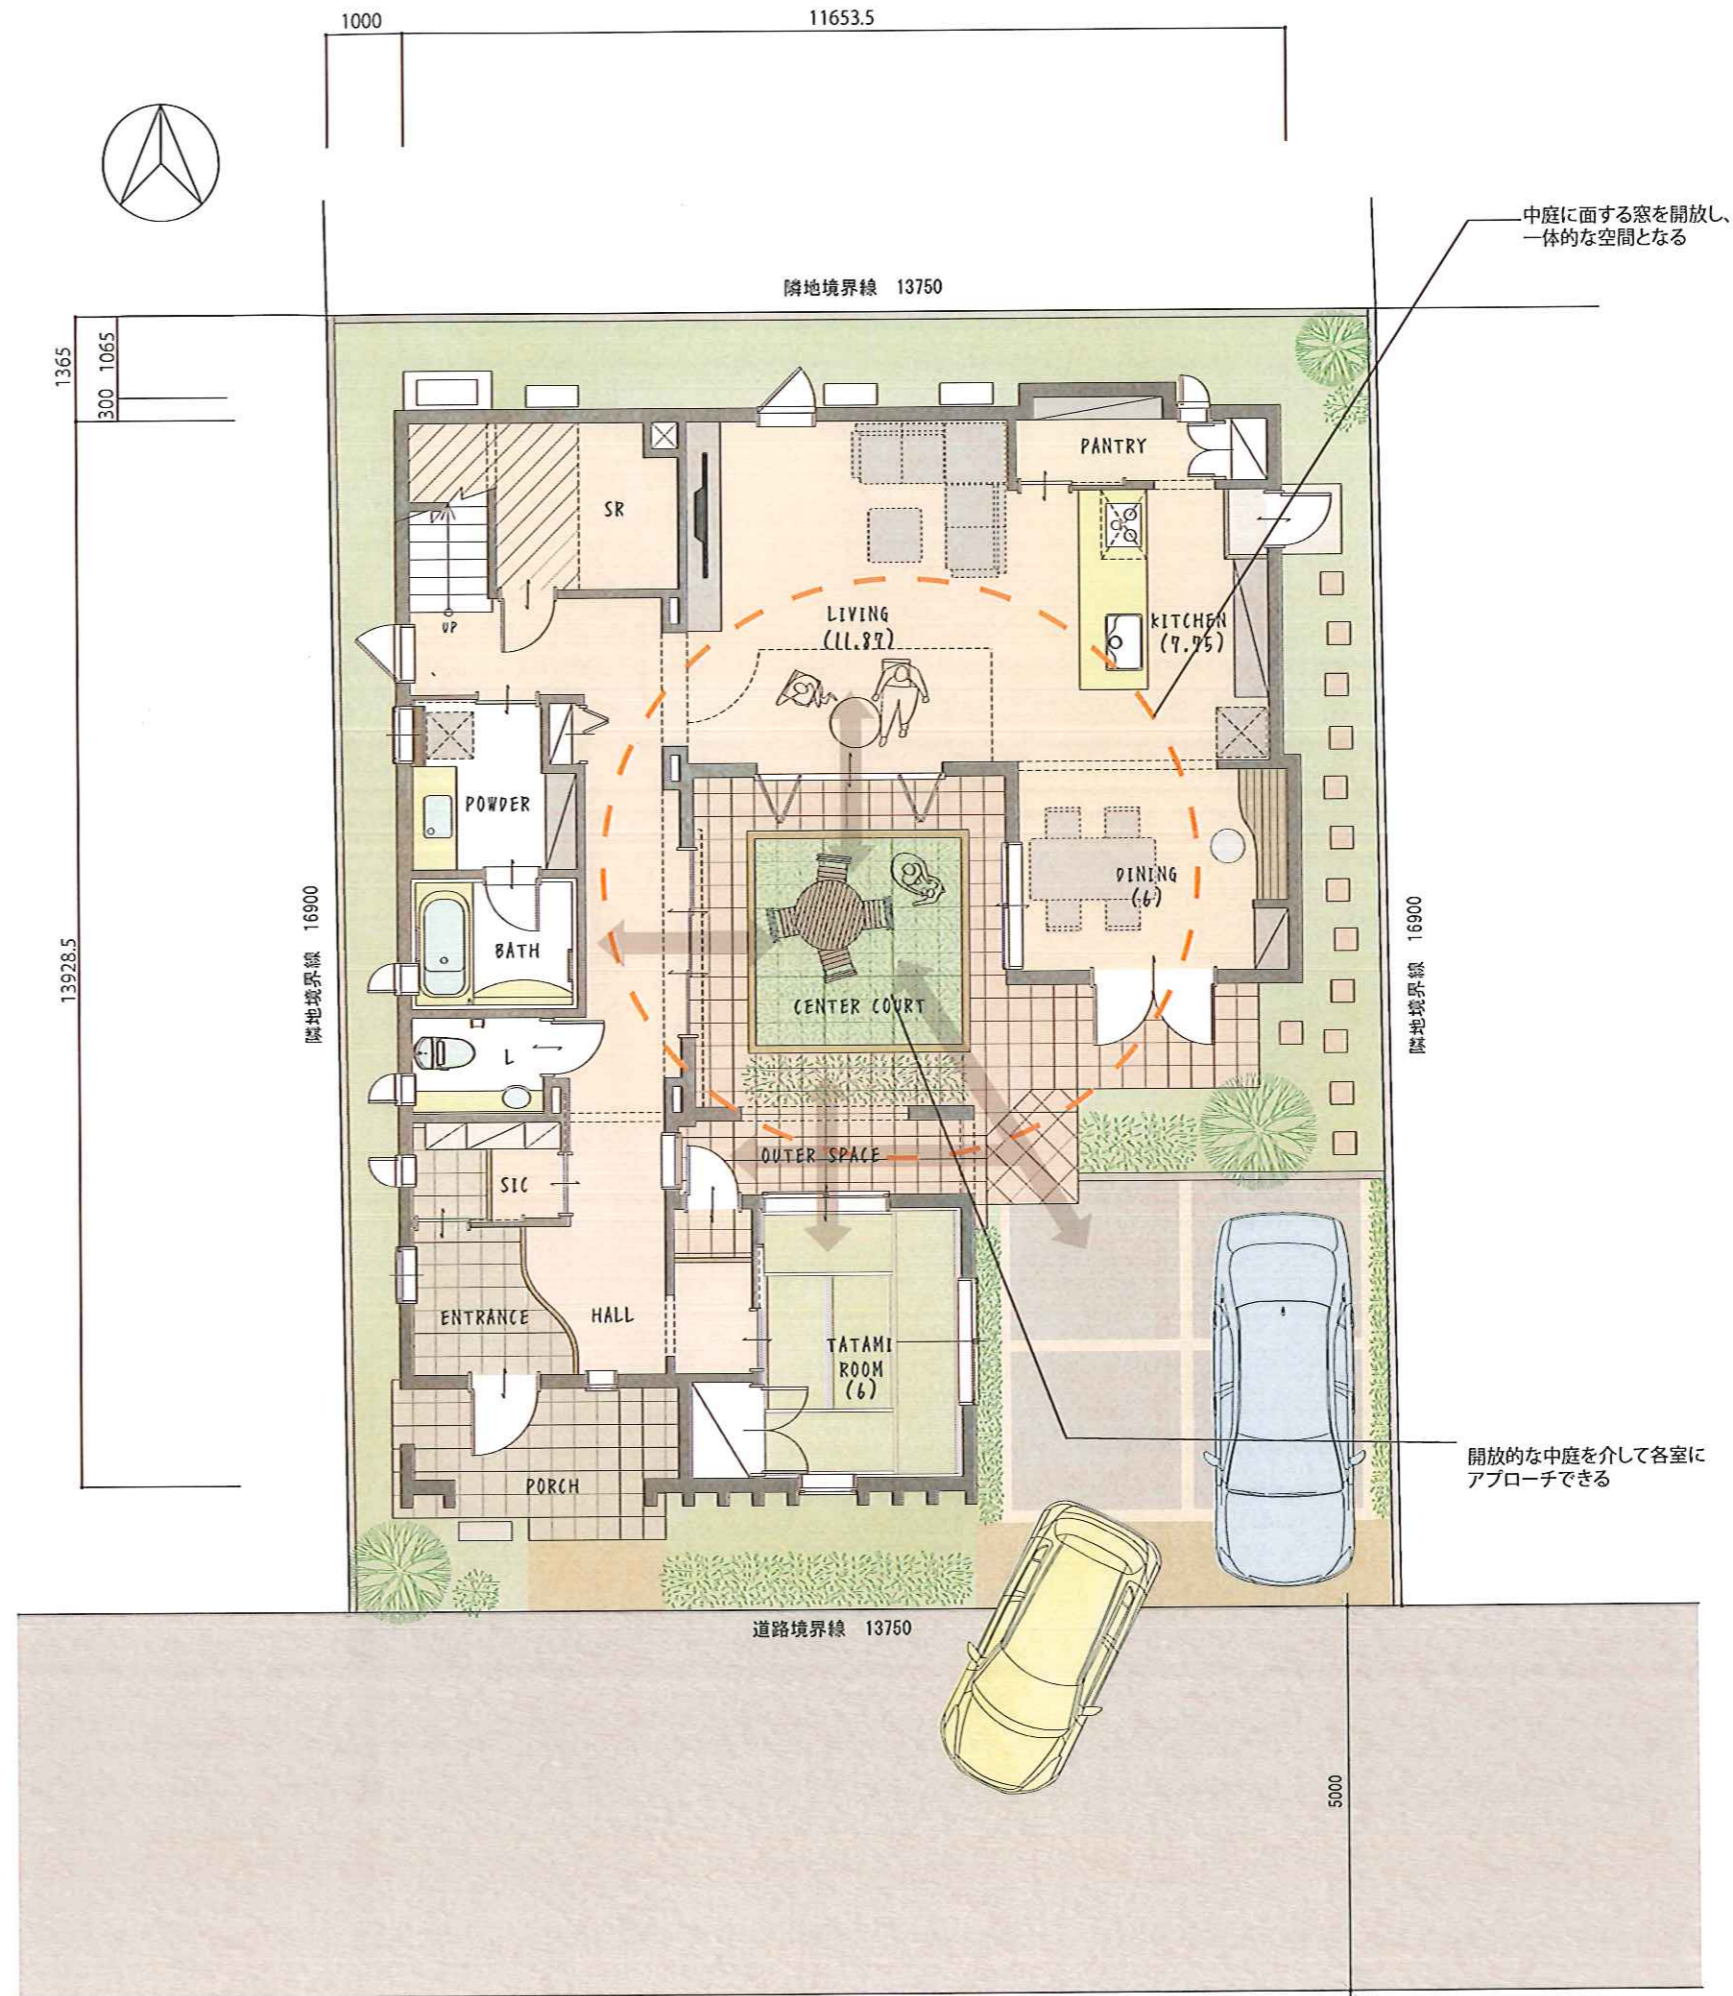 1000
11653.5
中庭に面する窓を開放し、
一体的な空間となる
隣地境界線 13750
1365
300 1065
13928.5
隣地境界線 16900
隣地境界線 16900
PANTRY
SR
LIVING
(11.87)
KITCHEN
(7.75)
UP
POWDER
DINING
(6)
BATH
CENTER COURT
L
OUTER SPACE
SIC
ENTRANCE
HALL
TATAMI
ROOM
(6)
PORCH
開放的な中庭を介して各室に
アプローチできる
道路境界線 13750
5000